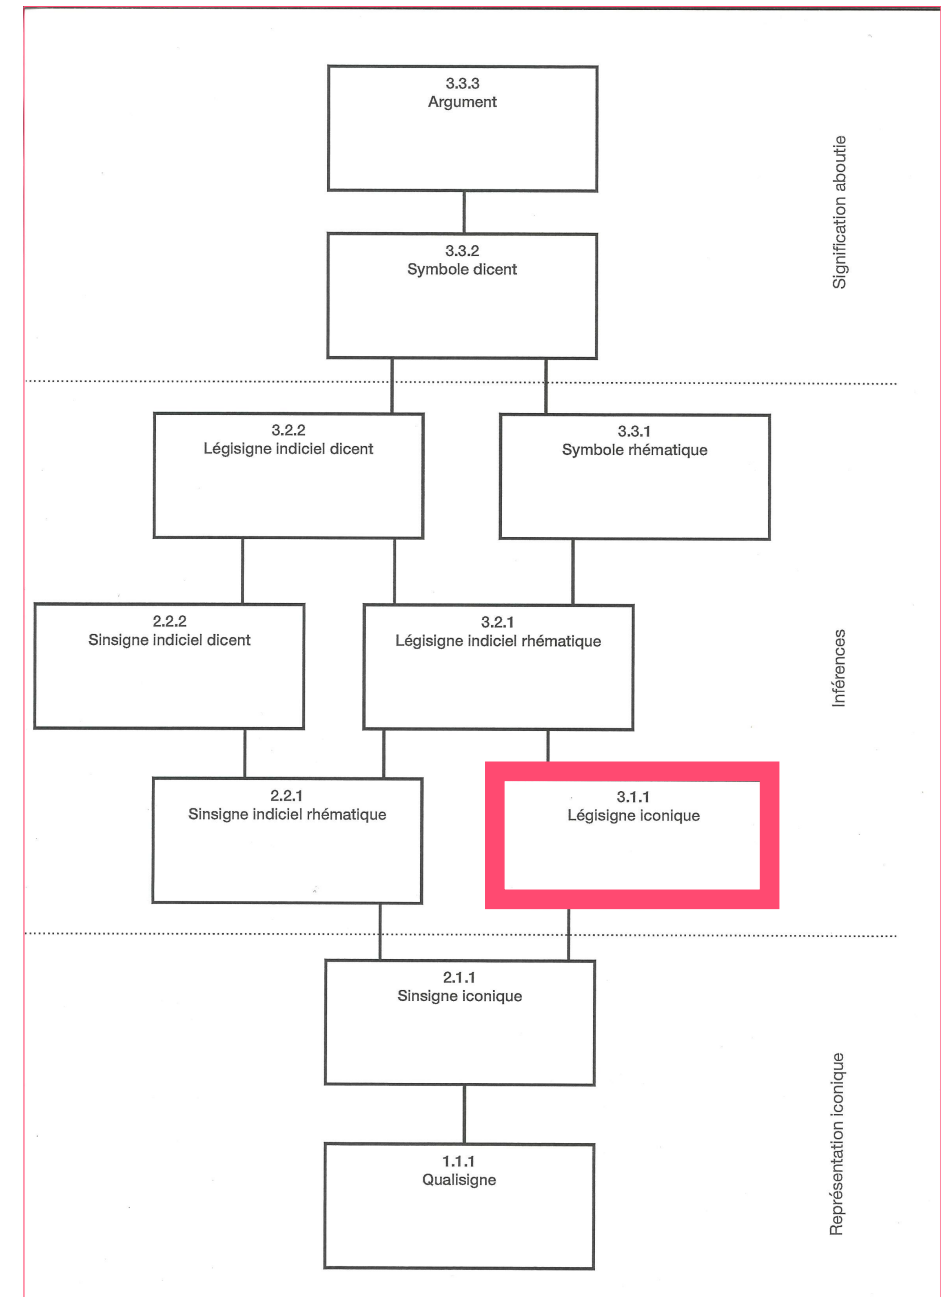 3.3.3
Argument
Signification aboutie
3.3.2
Symbole dicent
3.2.2
Légisigne indiciel dicent
3.3.1
Symbole rhématique
2.2.2
Sinsigne indiciel dicent
3.2.1
Légisigne indiciel rhématique
Inférences
2.2.1
Sinsigne indiciel rhématique
3.1.1
Légisigne iconique
2.1.1
Sinsigne iconique
Représentation iconique
1.1.1
Qualisigne